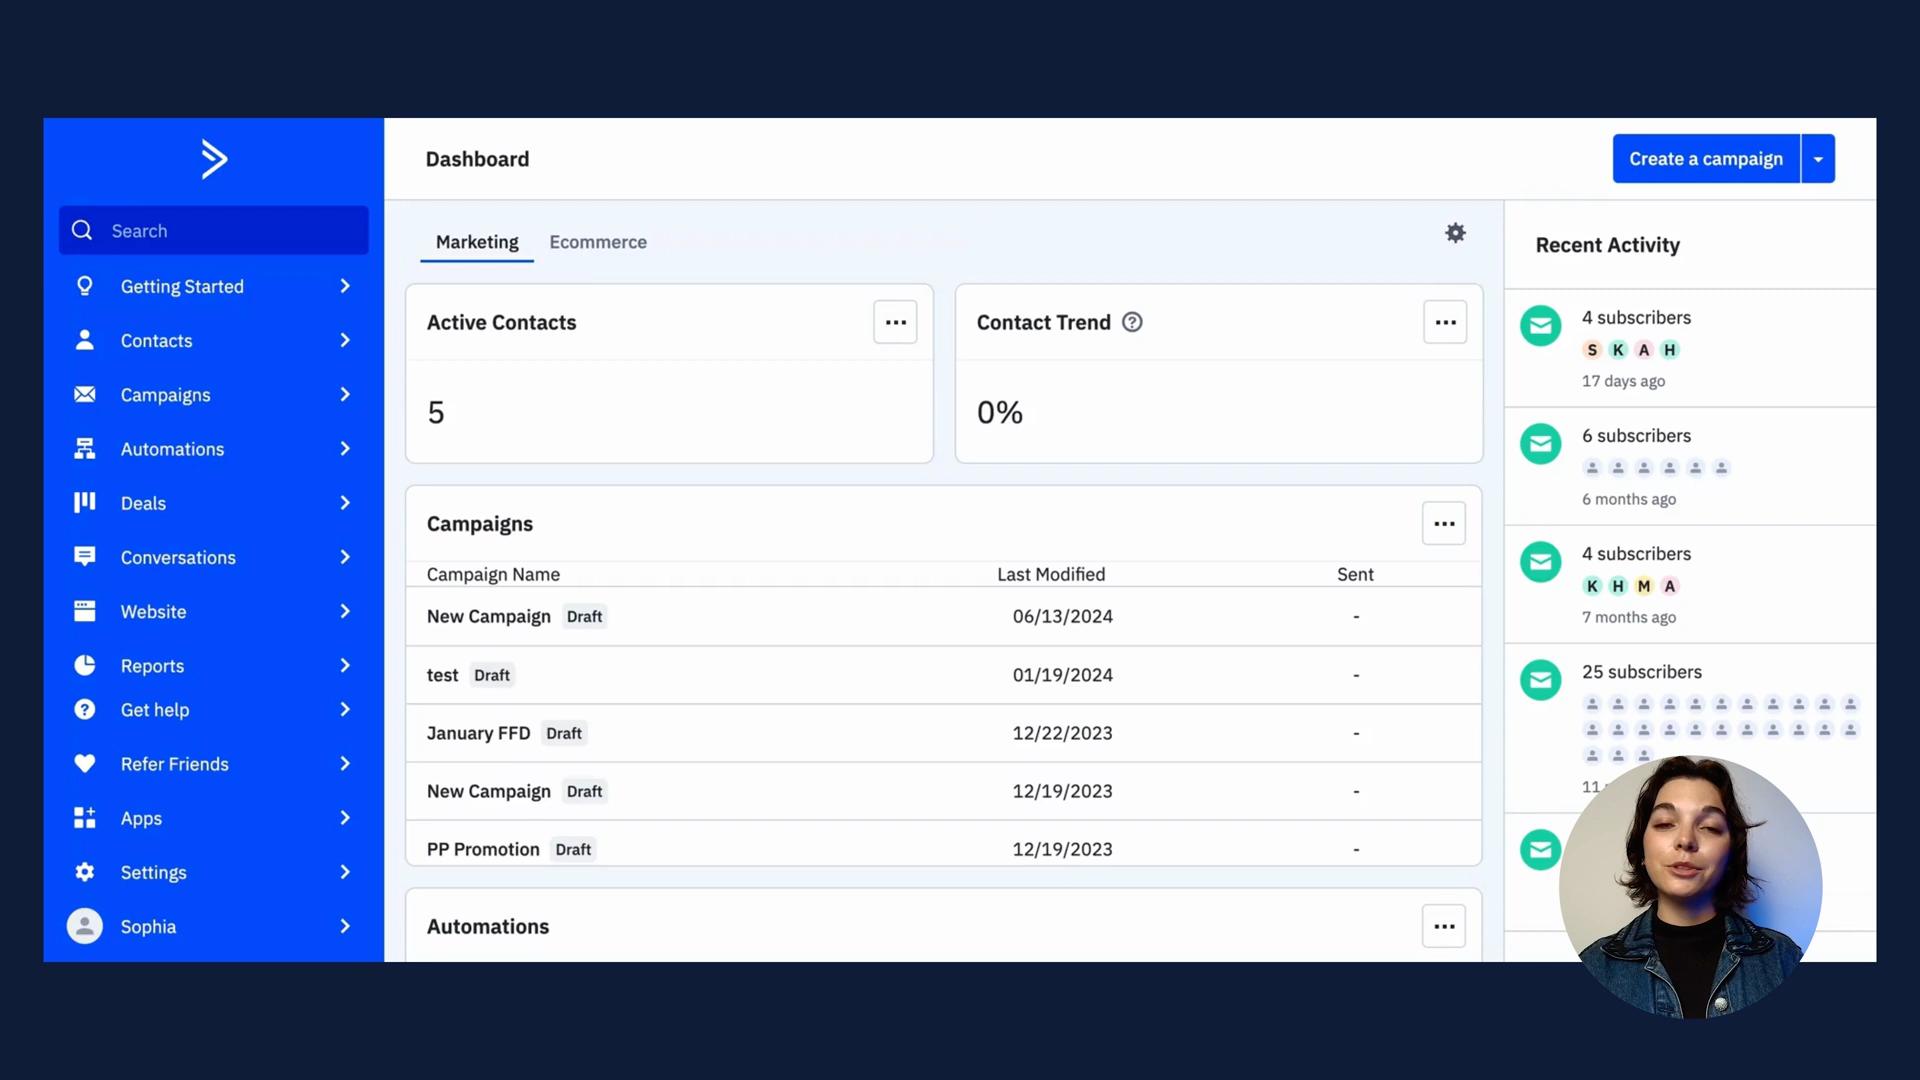 Dashboard
Create a campaign
Search
Getting Started
Contacts
Campaigns
Automations
Deals
Conversations
Website
Reports
Get help
Refer Friends
Apps
Settings
Sophia
Marketing Ecommerce
Active Contacts
5
Contact Trend ?
0%
Campaigns
Campaign Name Last Modified Sent
New Campaign Draft 06/13/2024 -
test Draft 01/19/2024 -
January FFD Draft 12/22/2023 -
New Campaign Draft 12/19/2023 -
PP Promotion Draft 12/19/2023 -
Automations
Recent Activity
4 subscribers
S K A H
17 days ago
6 subscribers
6 months ago
4 subscribers
K H M A
7 months ago
25 subscribers
11